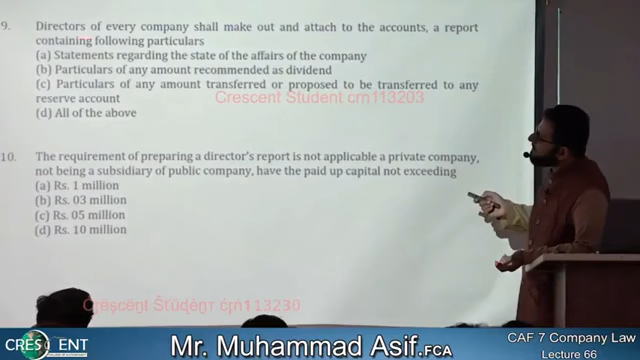 9. Directors of every company shall make out and attach to the accounts, a report
containing following particulars
(a) Statements regarding the state of the affairs of the company
(b) Particulars of any amount recommended as dividend
(c) Particulars of any amount transferred or proposed to be transferred to any
reserve account
Crescent Student crn113203
(d) All of the above
10. The requirement of preparing a director's report is not applicable a private company,
not being a subsidiary of public company, have the paid up capital not exceeding
(a) Rs. 1 million
(b) Rs. 03 million
(c) Rs. 05 million
(d) Rs. 10 million
CRESCENT
Mr. Muhammad Asif.FCA
CAF 7 Company Law
Lecture 66